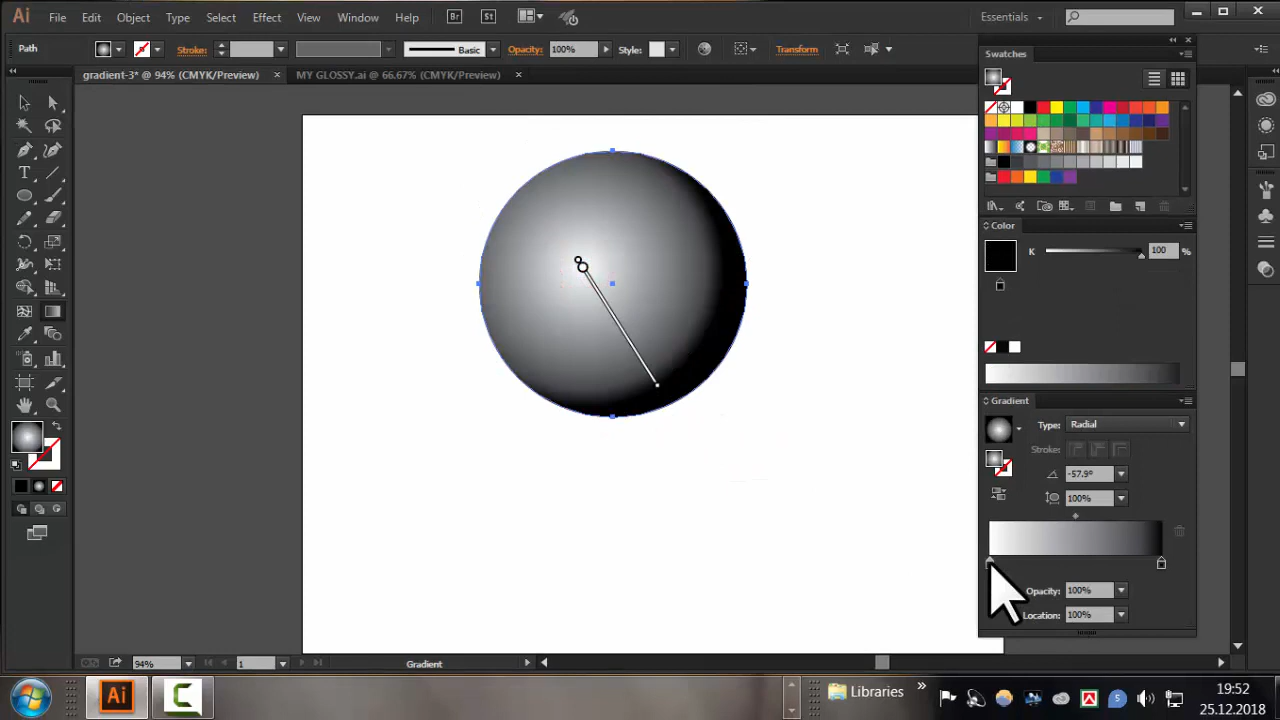 Ai File Edit Object Type Select Effect View Window Help Br St Essentials
Path Stroke: Basic Opacity: 100% Style: Transform
gradient-3* @ 94% (CMYK/Preview) × MY GLOSSY.ai @ 66.67% (CMYK/Preview) ×
Swatches
Color
K 100 %
Gradient
Type: Radial
Stroke:
-57.9°
100%
Opacity: 100%
Location: 100%
94% 1 Gradient
Ai C Libraries » S 19:52
25.12.2018